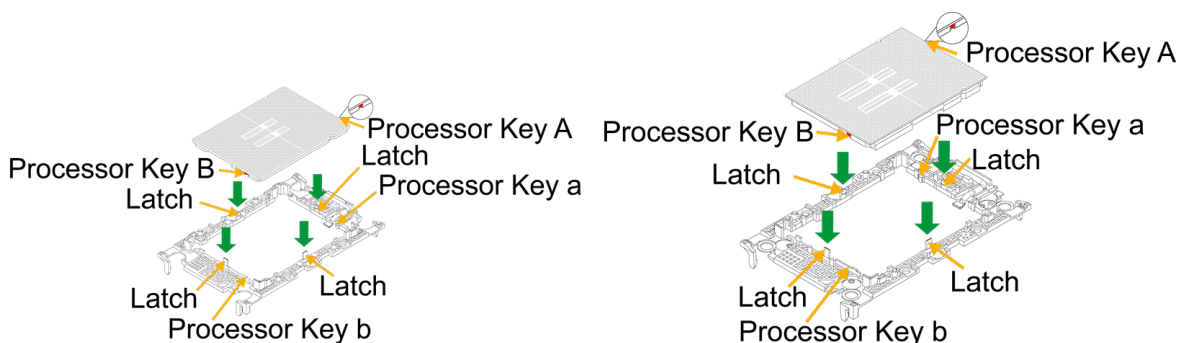 Processor Key A
Latch
Processor Key B
Processor Key a
Latch
Latch
Latch
Processor Key b
Processor Key A
Processor Key B
Processor Key a
Latch
Latch
Latch
Latch
Processor Key b